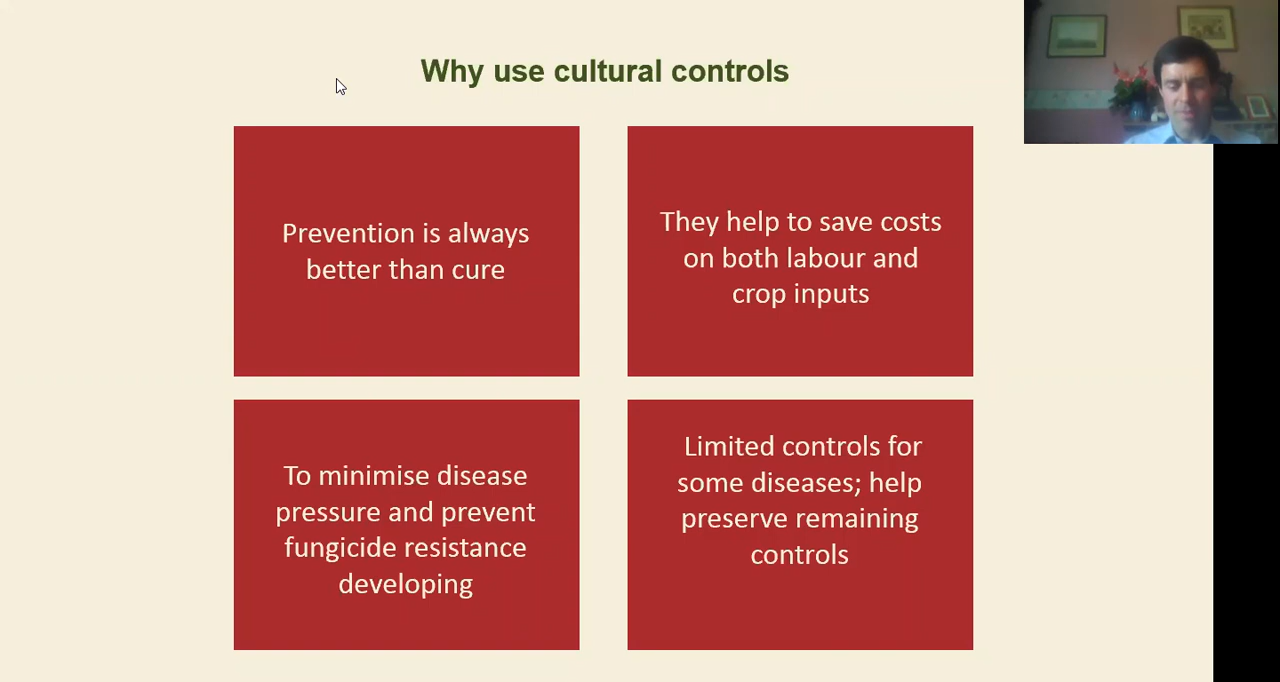 Why use cultural controls
Prevention is always
better than cure
They help to save costs
on both labour and
crop inputs
To minimise disease
pressure and prevent
fungicide resistance
developing
Limited controls for
some diseases; help
preserve remaining
controls